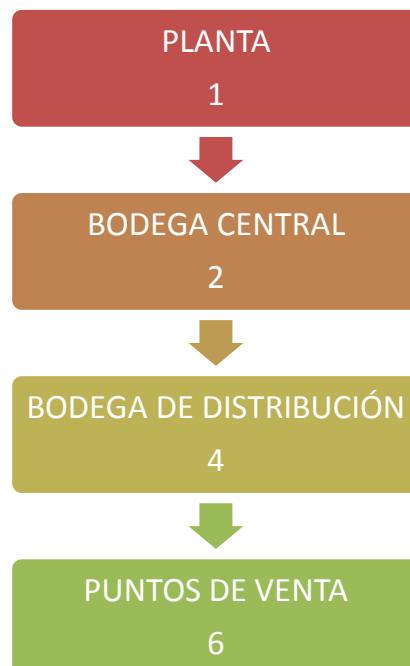 PLANTA
1
BODEGA CENTRAL
2
BODEGA DE DISTRIBUCIÓN
4
PUNTOS DE VENTA
6